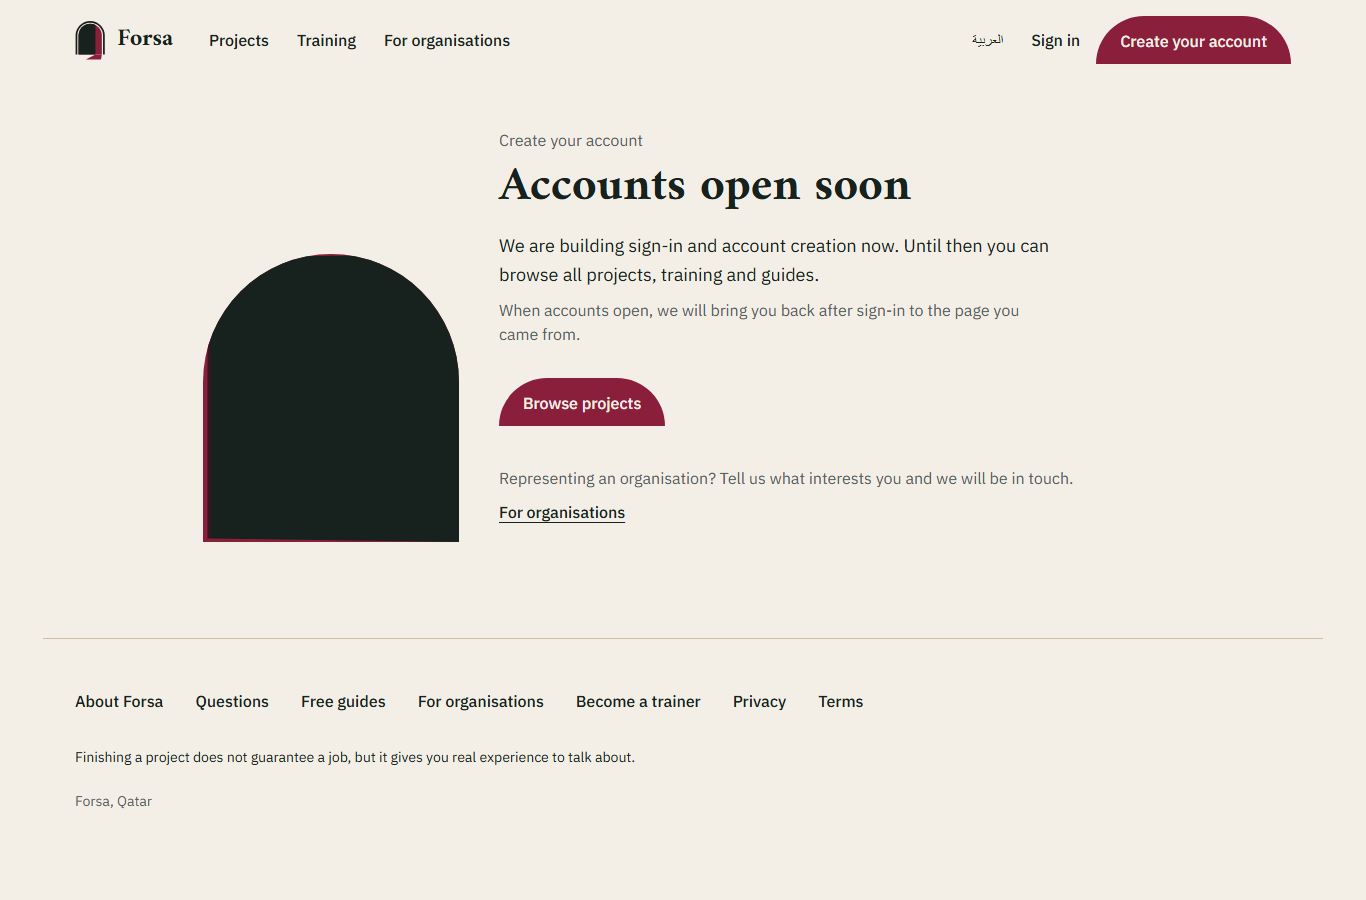 Forsa
Projects
Training
For organisations
العربية
Sign in
Create your account
Create your account
Accounts open soon
We are building sign-in and account creation now. Until then you can
browse all projects, training and guides.
When accounts open, we will bring you back after sign-in to the page you
came from.
Browse projects
Representing an organisation? Tell us what interests you and we will be in touch.
For organisations
About Forsa
Questions
Free guides
For organisations
Become a trainer
Privacy
Terms
Finishing a project does not guarantee a job, but it gives you real experience to talk about.
Forsa, Qatar